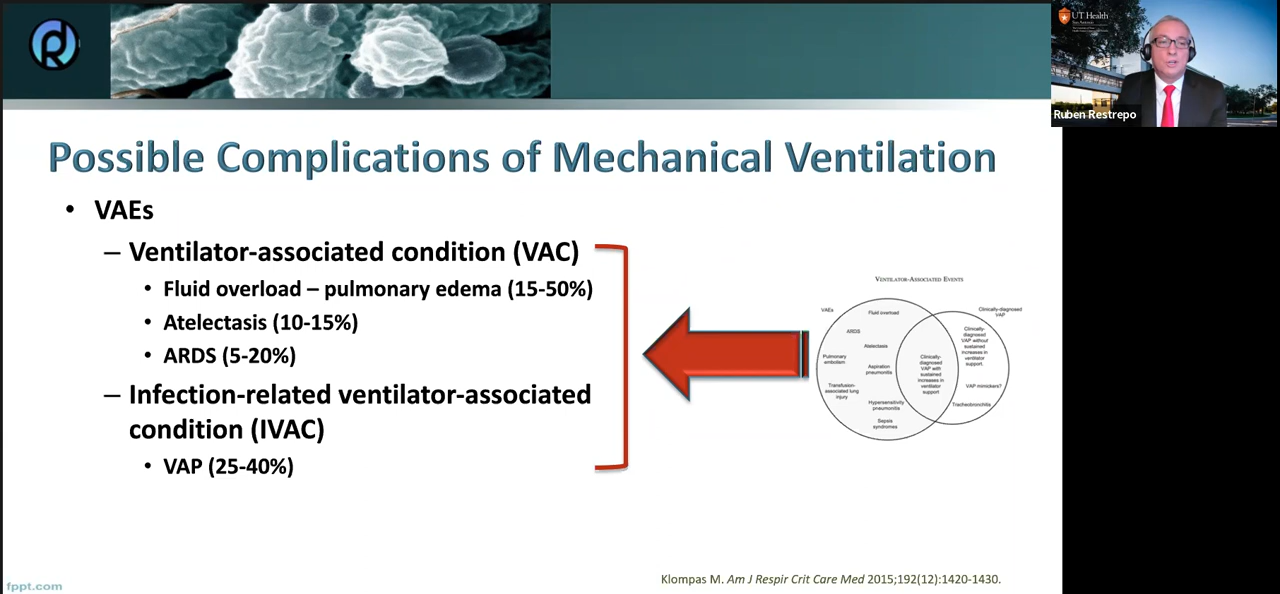 UT Health
San Antonio
Ruben Restrepo
Possible Complications of Mechanical Ventilation
• VAEs
– Ventilator-associated condition (VAC)
• Fluid overload – pulmonary edema (15-50%)
• Atelectasis (10-15%)
• ARDS (5-20%)
– Infection-related ventilator-associated
condition (IVAC)
• VAP (25-40%)
VENTILATOR-ASSOCIATED EVENTS
VAEs
Fluid overload
ARDS
Atelectasis
Pulmonary
embolism
Aspiration
pneumonitis
Transfusion-
associated lung
injury
Hypersensitivity
pneumonitis
Sepsis
syndromes
Clinically-
diagnosed
VAP with
sustained
increases in
ventilator
support
Clinically-diagnosed
VAP
Clinically-
diagnosed
VAP without
sustained
increases in
ventilator
support.
VAP mimickers?
Tracheobronchitis
Klompas M. Am J Respir Crit Care Med 2015;192(12):1420-1430.
fppt.com